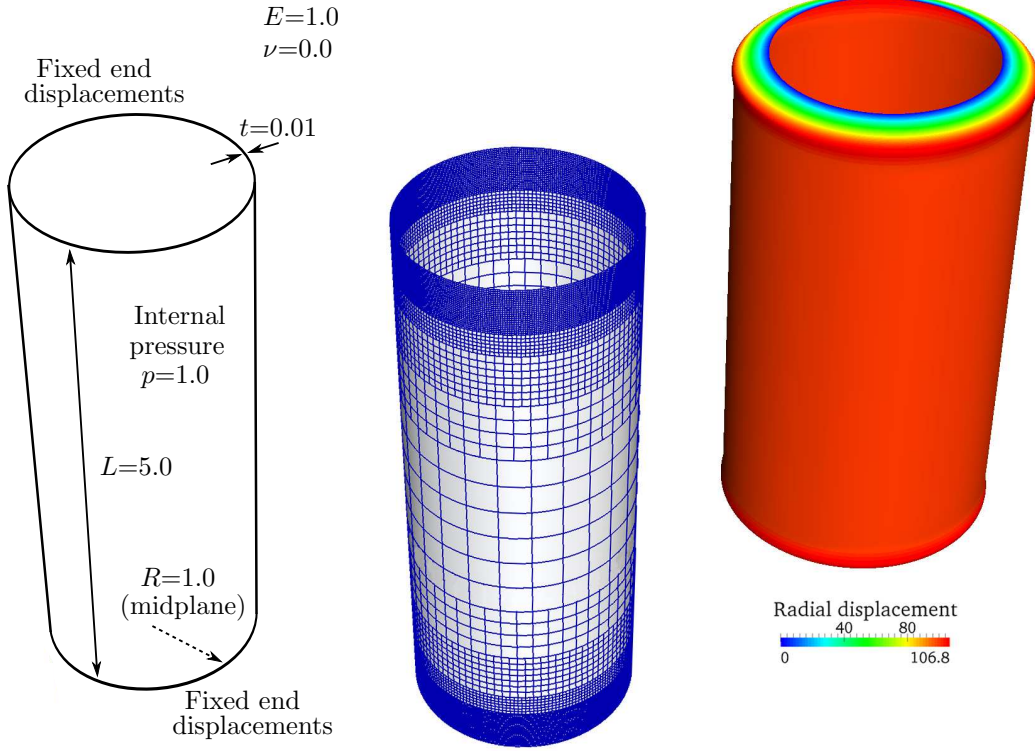 E=1.0
ν=0.0
Fixed end
displacements
t=0.01
Internal
pressure
p=1.0
L=5.0
R=1.0
(midplane)
Fixed end
displacements
Radial displacement
40 80
0 106.8